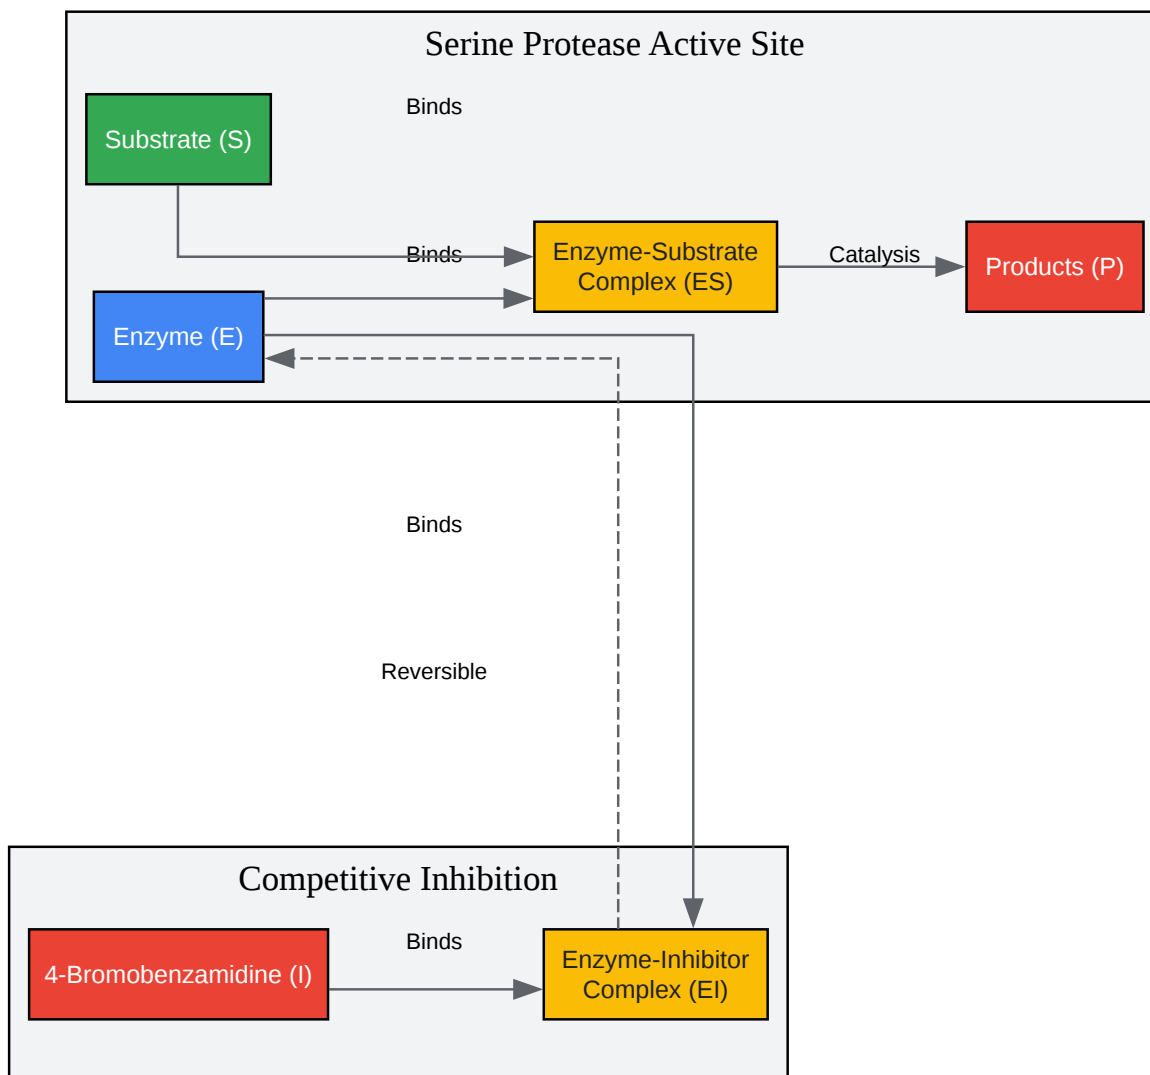 Serine Protease Active Site
Binds
Substrate (S)
Binds
Enzyme-Substrate
Complex (ES)
Catalysis
Products (P)
Enzyme (E)
Binds
Reversible
Competitive Inhibition
4-Bromobenzamidine (I)
Binds
Enzyme-Inhibitor
Complex (EI)